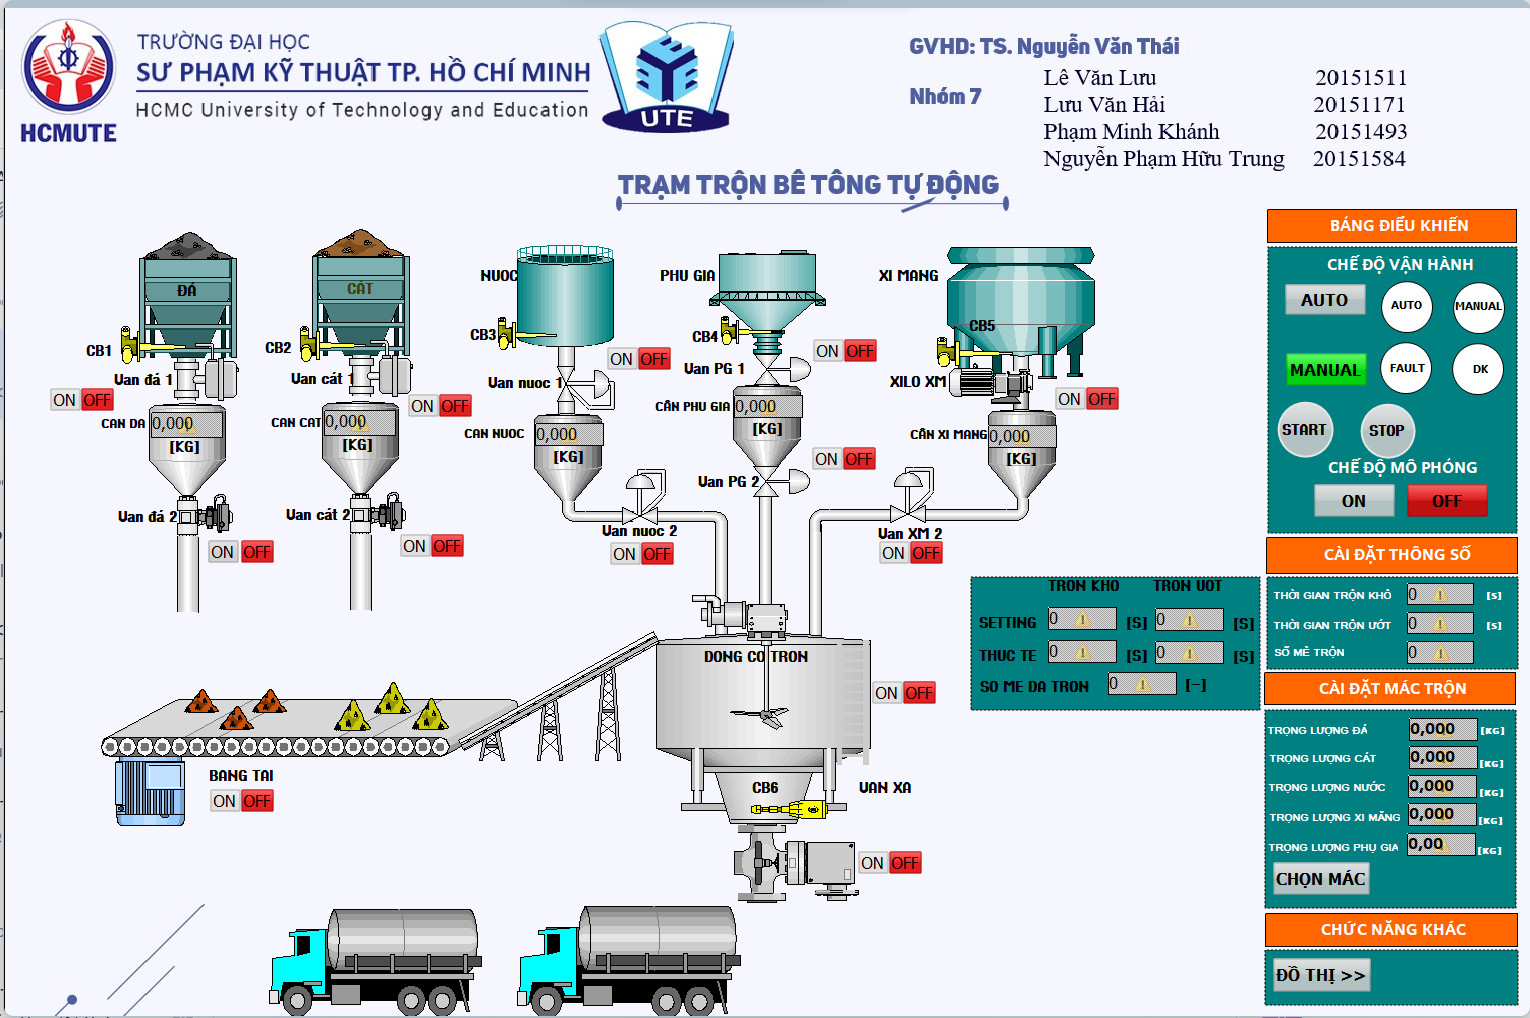 TRƯỜNG ĐẠI HỌC
SƯ PHẠM KỸ THUẬT TP. HỒ CHÍ MINH
HCMC University of Technology and Education
HCMUTE
UTE
GVHD: TS. Nguyễn Văn Thái
Nhóm 7
Lê Văn Lưu 20151511
Lưu Văn Hải 20151171
Phạm Minh Khánh 20151493
Nguyễn Phạm Hữu Trung 20151584
TRẠM TRỘN BÊ TÔNG TỰ ĐỘNG
ĐÁ
CB1
Van đá 1
ON OFF
CAN DA 0,000
[KG]
Van đá 2
ON OFF
CÁT
CB2
Van cát 1
ON OFF
CAN CAT 0,000
[KG]
Van cát 2
ON OFF
NUOC
CB3
ON OFF
Van nuoc 1
CAN NUOC 0,000
[KG]
Van nuoc 2
ON OFF
PHU GIA
CB4
ON OFF
Van PG 1
CÂN PHU GIA 0,000
[KG]
ON OFF
Van PG 2
XI MANG
CB5
XILO XM
ON OFF
CÂN XI MANG 0,000
[KG]
Van XM 2
ON OFF
DONG CO TRON
ON OFF
BANG TAI
ON OFF
CB6
VAN XA
ON OFF
TRON KHO TRON UOT
SETTING 0 [S] 0 [S]
THUC TE 0 [S] 0 [S]
SO ME DA TRON 0 [-]
BẢNG ĐIỀU KHIỂN
CHẾ ĐỘ VẬN HÀNH
AUTO AUTO MANUAL
MANUAL FAULT DK
START STOP
CHẾ ĐỘ MÔ PHỎNG
ON OFF
CÀI ĐẶT THÔNG SỐ
THỜI GIAN TRỘN KHÔ 0 [S]
THỜI GIAN TRỘN ƯỚT 0 [S]
SỐ MẺ TRỘN 0
CÀI ĐẶT MÁC TRỘN
TRỌNG LƯỢNG ĐÁ 0,000 [KG]
TRỌNG LƯỢNG CÁT 0,000 [KG]
TRỌNG LƯỢNG NƯỚC 0,000 [KG]
TRỌNG LƯỢNG XI MĂNG 0,000 [KG]
TRỌNG LƯỢNG PHỤ GIA 0,00 [KG]
CHỌN MÁC
CHỨC NĂNG KHÁC
ĐỒ THỊ >>